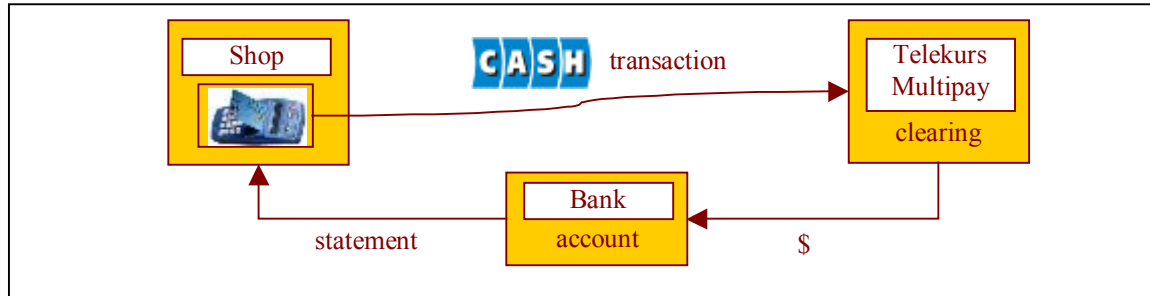 Shop
CASH transaction
Telekurs
Multipay
clearing
Bank
account
statement
$